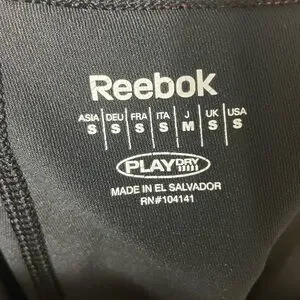 Reebok
ASIA DEU FRA ITA J UK USA
S S S S M S S
PLAYDRY
MADE IN EL SALVADOR
RN#104141